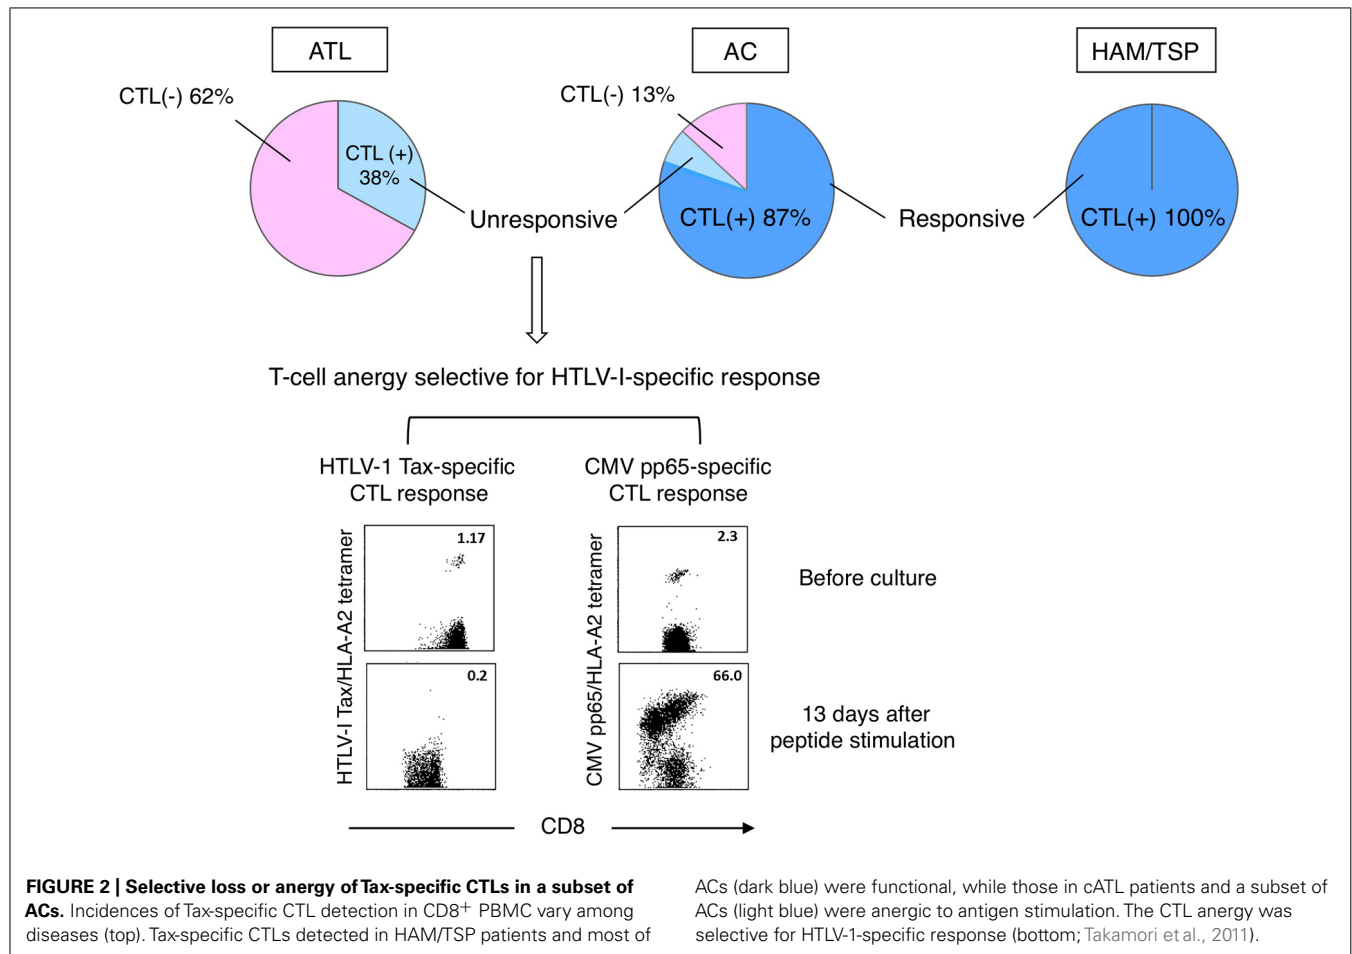 ATL
AC
HAM/TSP
CTL(-) 62%
CTL (+)
38%
CTL(-) 13%
CTL(+) 87%
CTL(+) 100%
Unresponsive
Responsive
T-cell anergy selective for HTLV-I-specific response
HTLV-1 Tax-specific
CTL response
CMV pp65-specific
CTL response
HTLV-I Tax/HLA-A2 tetramer
CMV pp65/HLA-A2 tetramer
1.17
2.3
Before culture
0.2
66.0
13 days after
peptide stimulation
CD8
FIGURE 2 | Selective loss or anergy of Tax-specific CTLs in a subset of
ACs. Incidences of Tax-specific CTL detection in CD8+ PBMC vary among
diseases (top). Tax-specific CTLs detected in HAM/TSP patients and most of
ACs (dark blue) were functional, while those in cATL patients and a subset of
ACs (light blue) were anergic to antigen stimulation. The CTL anergy was
selective for HTLV-1-specific response (bottom; Takamori et al., 2011).